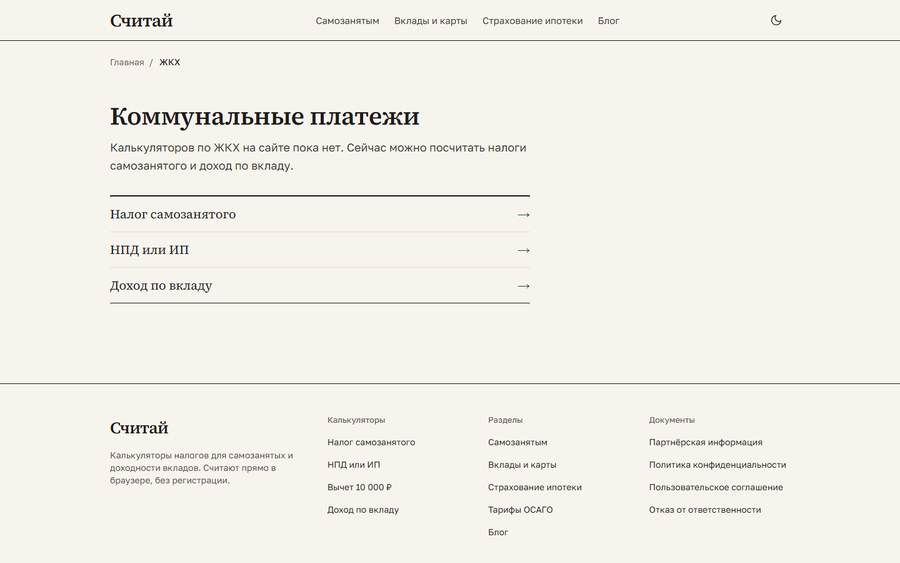 Считай
Самозанятым
Вклады и карты
Страхование ипотеки
Блог
Главная / ЖКХ
Коммунальные платежи
Калькуляторов по ЖКХ на сайте пока нет. Сейчас можно посчитать налоги
самозанятого и доход по вкладу.
Налог самозанятого →
НПД или ИП →
Доход по вкладу →
Считай
Калькуляторы налогов для самозанятых и
доходности вкладов. Считают прямо в
браузере, без регистрации.
Калькуляторы
Налог самозанятого
НПД или ИП
Вычет 10 000 ₽
Доход по вкладу
Разделы
Самозанятым
Вклады и карты
Страхование ипотеки
Тарифы ОСАГО
Блог
Документы
Партнёрская информация
Политика конфиденциальности
Пользовательское соглашение
Отказ от ответственности